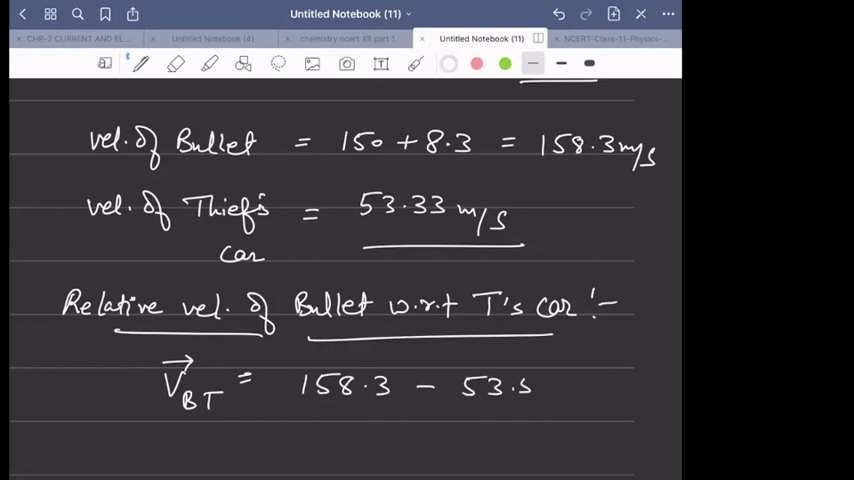 Untitled Notebook (11)
CHP-2 CURRENT AND EL...
Untitled Notebook (4)
chemistry ncert XII part 1...
Untitled Notebook (11)
NCERT-Class-11-Physics-...
vel. of Bullet = 150 + 8.3 = 158.3 m/s
vel. of Thief's = 53.33 m/s
car
Relative vel. of Bullet w.r.t T's car :-
V BT = 158.3 - 53.